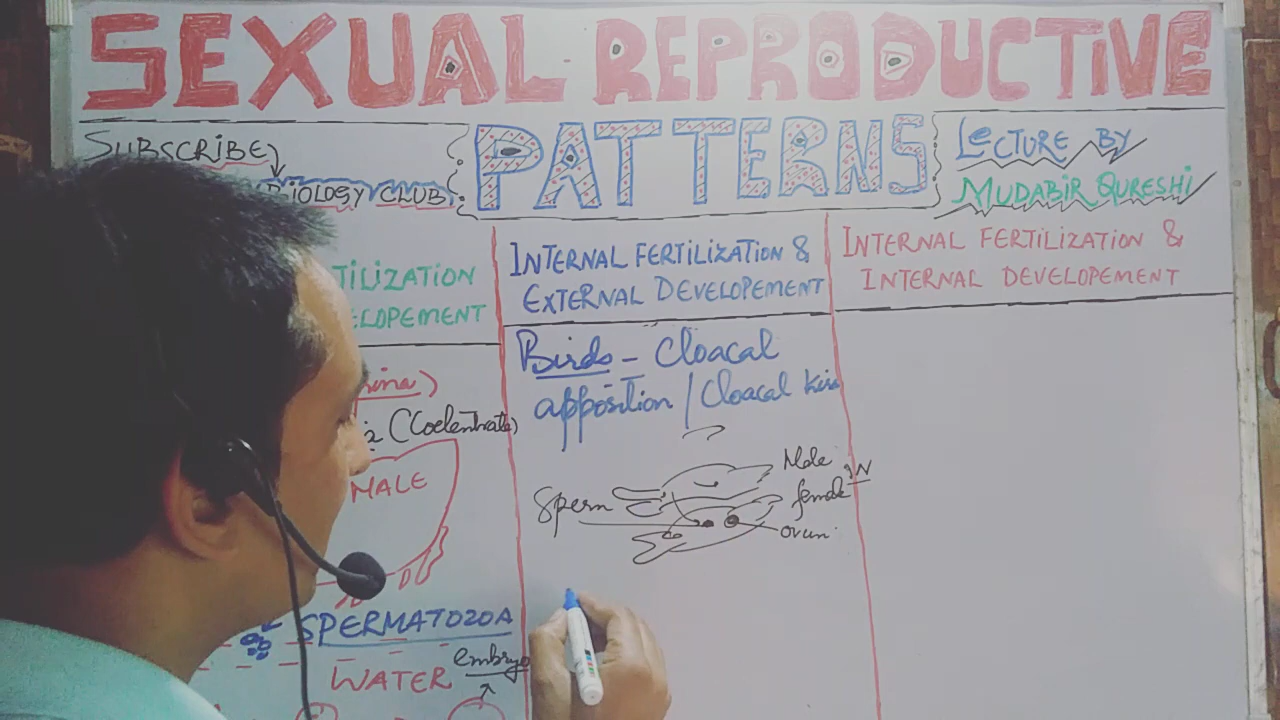 SEXUAL REPRODUCTIVE
PATTERNS
SUBSCRIBE
BIOLOGY CLUB
LECTURE BY
MUDABIR QURESHI
TILIZATION
ELOPEMENT
INTERNAL FERTILIZATION &
EXTERNAL DEVELOPEMENT
INTERNAL FERTILIZATION &
INTERNAL DEVELOPEMENT
Birds – Cloacal
apposition / Cloacal Kiss
Male
female
Sperm
ovum
(Coelentrate)
MALE
SPERMATOZOA
WATER
embryo